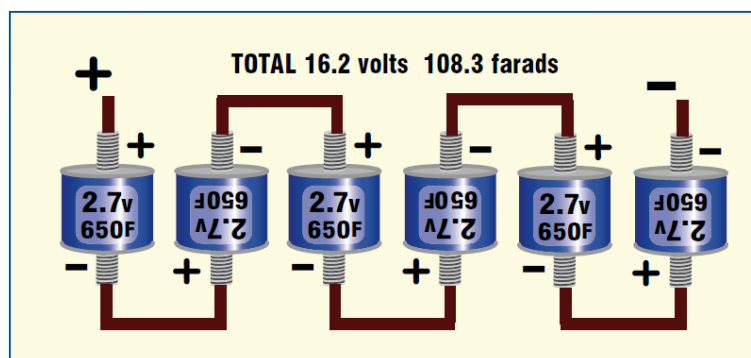 TOTAL 16.2 volts 108.3 farads
+ -
+ - + - + -
2.7v 650F 2.7v 650F 2.7v 650F
650F 2.7v 650F 2.7v 650F 2.7v
- + - + - +